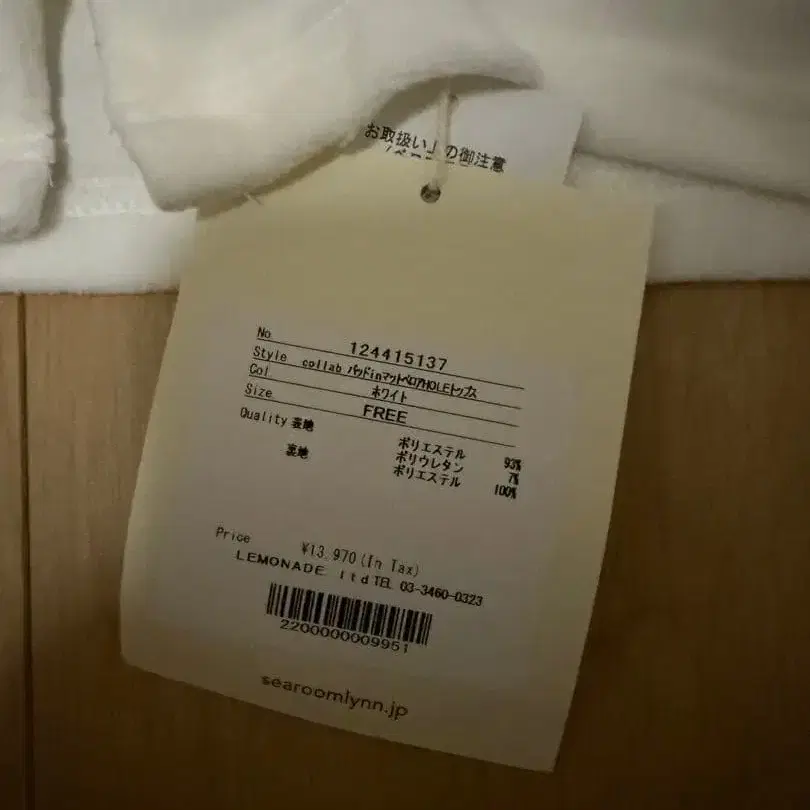 お取扱い上の御注意
No 124415137
Style collab パッドinマットベロアHOLEトップス
Col ホワイト
Size FREE
Quality 表地 ポリエステル 93%
ポリウレタン 7%
裏地 ポリエステル 100%
Price ¥13,970(In Tax)
LEMONADE ltd TEL 03-3460-0323
2200000009951
searoomlynn.jp